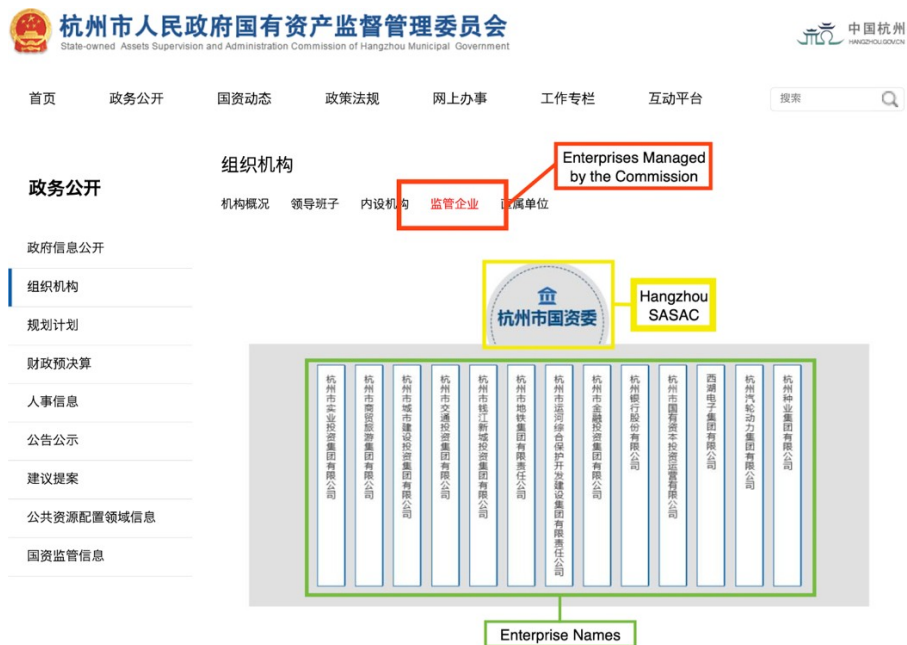 杭州市人民政府国有资产监督管理委员会
State-owned Assets Supervision and Administration Commission of Hangzhou Municipal Government
中国杭州
HANGZHOU.GOV.CN
首页
政务公开
国资动态
政策法规
网上办事
工作专栏
互动平台
搜索
政务公开
政府信息公开
组织机构
规划计划
财政预决算
人事信息
公告公示
建议提案
公共资源配置领域信息
国资监管信息
组织机构
机构概况
领导班子
内设机构
监管企业
直属单位
Enterprises Managed
by the Commission
杭州市国资委
Hangzhou
SASAC
杭州市实业投资集团有限公司
杭州市商贸旅游集团有限公司
杭州市城市建设投资集团有限公司
杭州市交通投资集团有限公司
杭州市钱江新城投资集团有限公司
杭州市地铁集团有限责任公司
杭州市运河综合保护开发建设集团有限责任公司
杭州市金融投资集团有限公司
杭州银行股份有限公司
杭州市国有资本投资运营有限公司
西湖电子集团有限公司
杭州汽轮动力集团有限公司
杭州种业集团有限公司
Enterprise Names